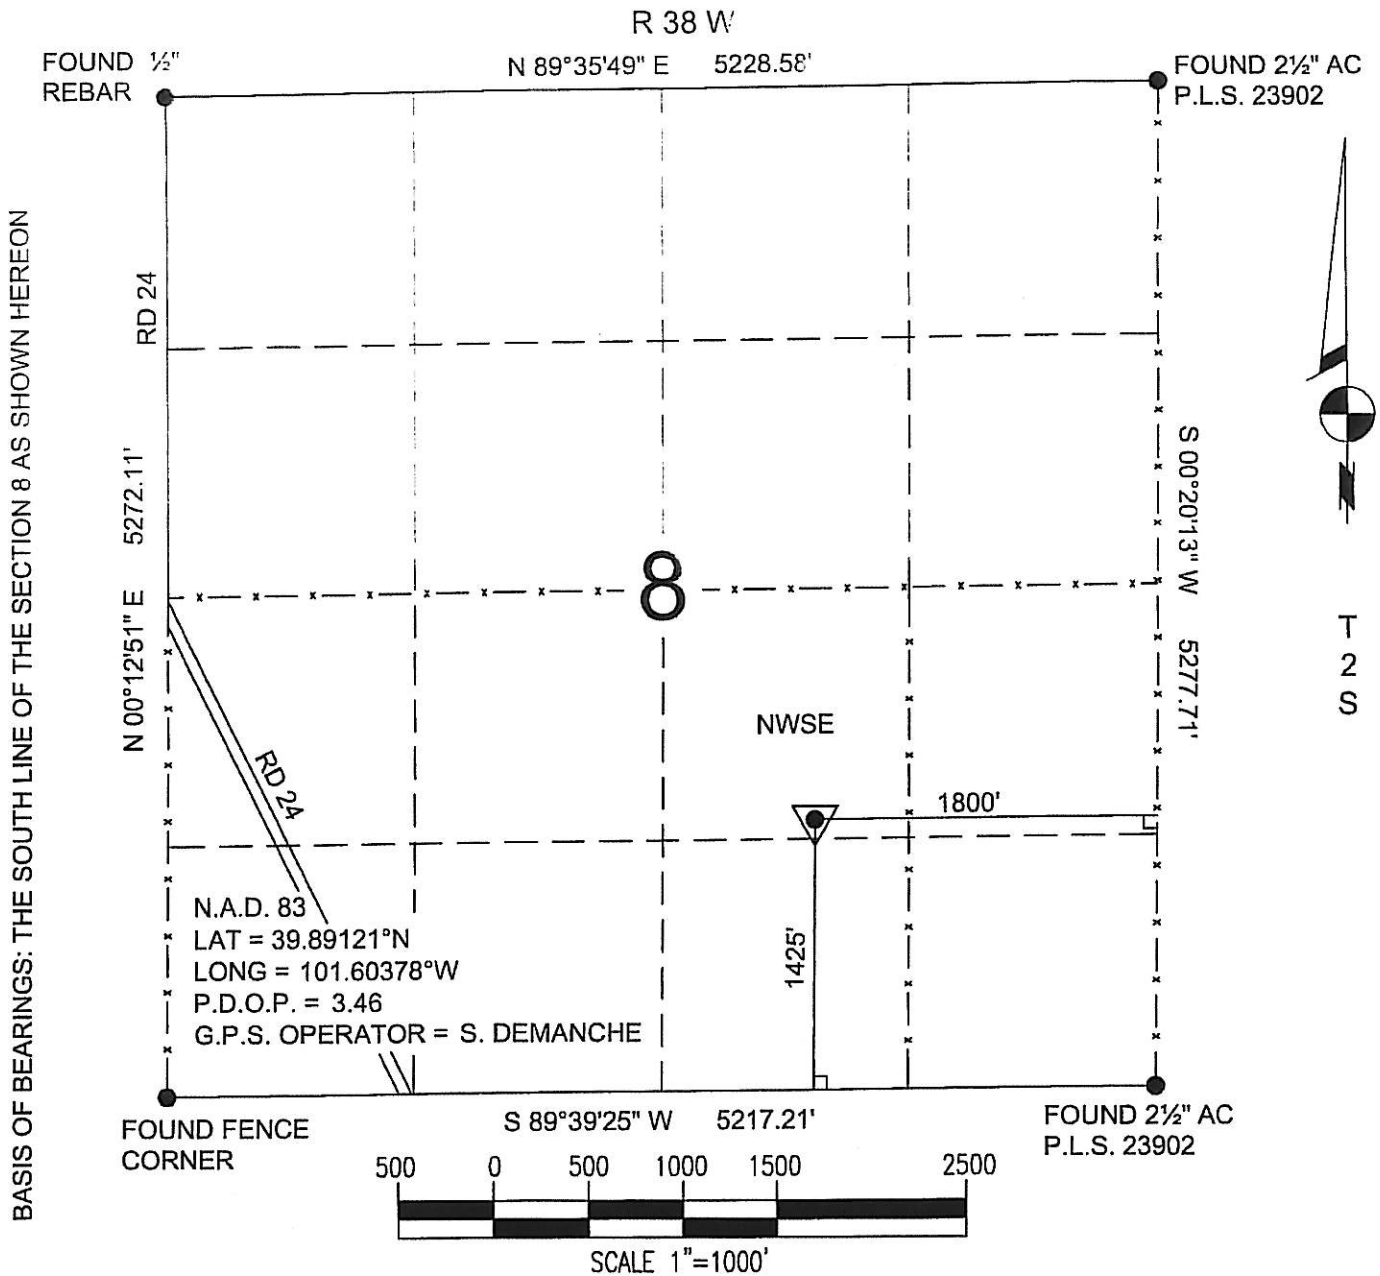 R 38 W
FOUND ½"
REBAR
N 89°35'49" E 5228.58'
FOUND 2½" AC
P.L.S. 23902
BASIS OF BEARINGS: THE SOUTH LINE OF THE SECTION 8 AS SHOWN HEREON
RD 24
N 00°12'51" E 5272.11'
8
S 00°20'13" W 5277.71'
N
T
2
S
RD 24
NWSE
1800'
1425'
N.A.D. 83
LAT = 39.89121°N
LONG = 101.60378°W
P.D.O.P. = 3.46
G.P.S. OPERATOR = S. DEMANCHE
FOUND FENCE
CORNER
S 89°39'25" W 5217.21'
FOUND 2½" AC
P.L.S. 23902
500 0 500 1000 1500 2500
SCALE 1"=1000'